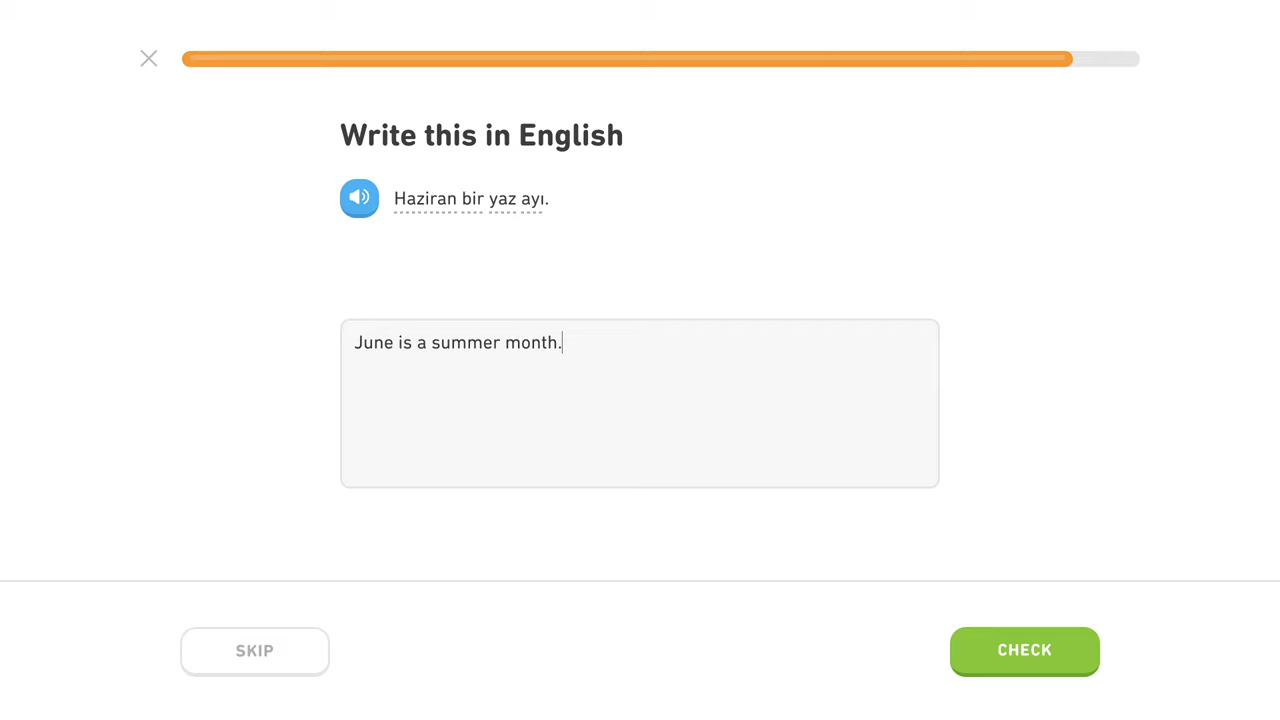 Write this in English
Haziran bir yaz ayı.
June is a summer month.
SKIP
CHECK